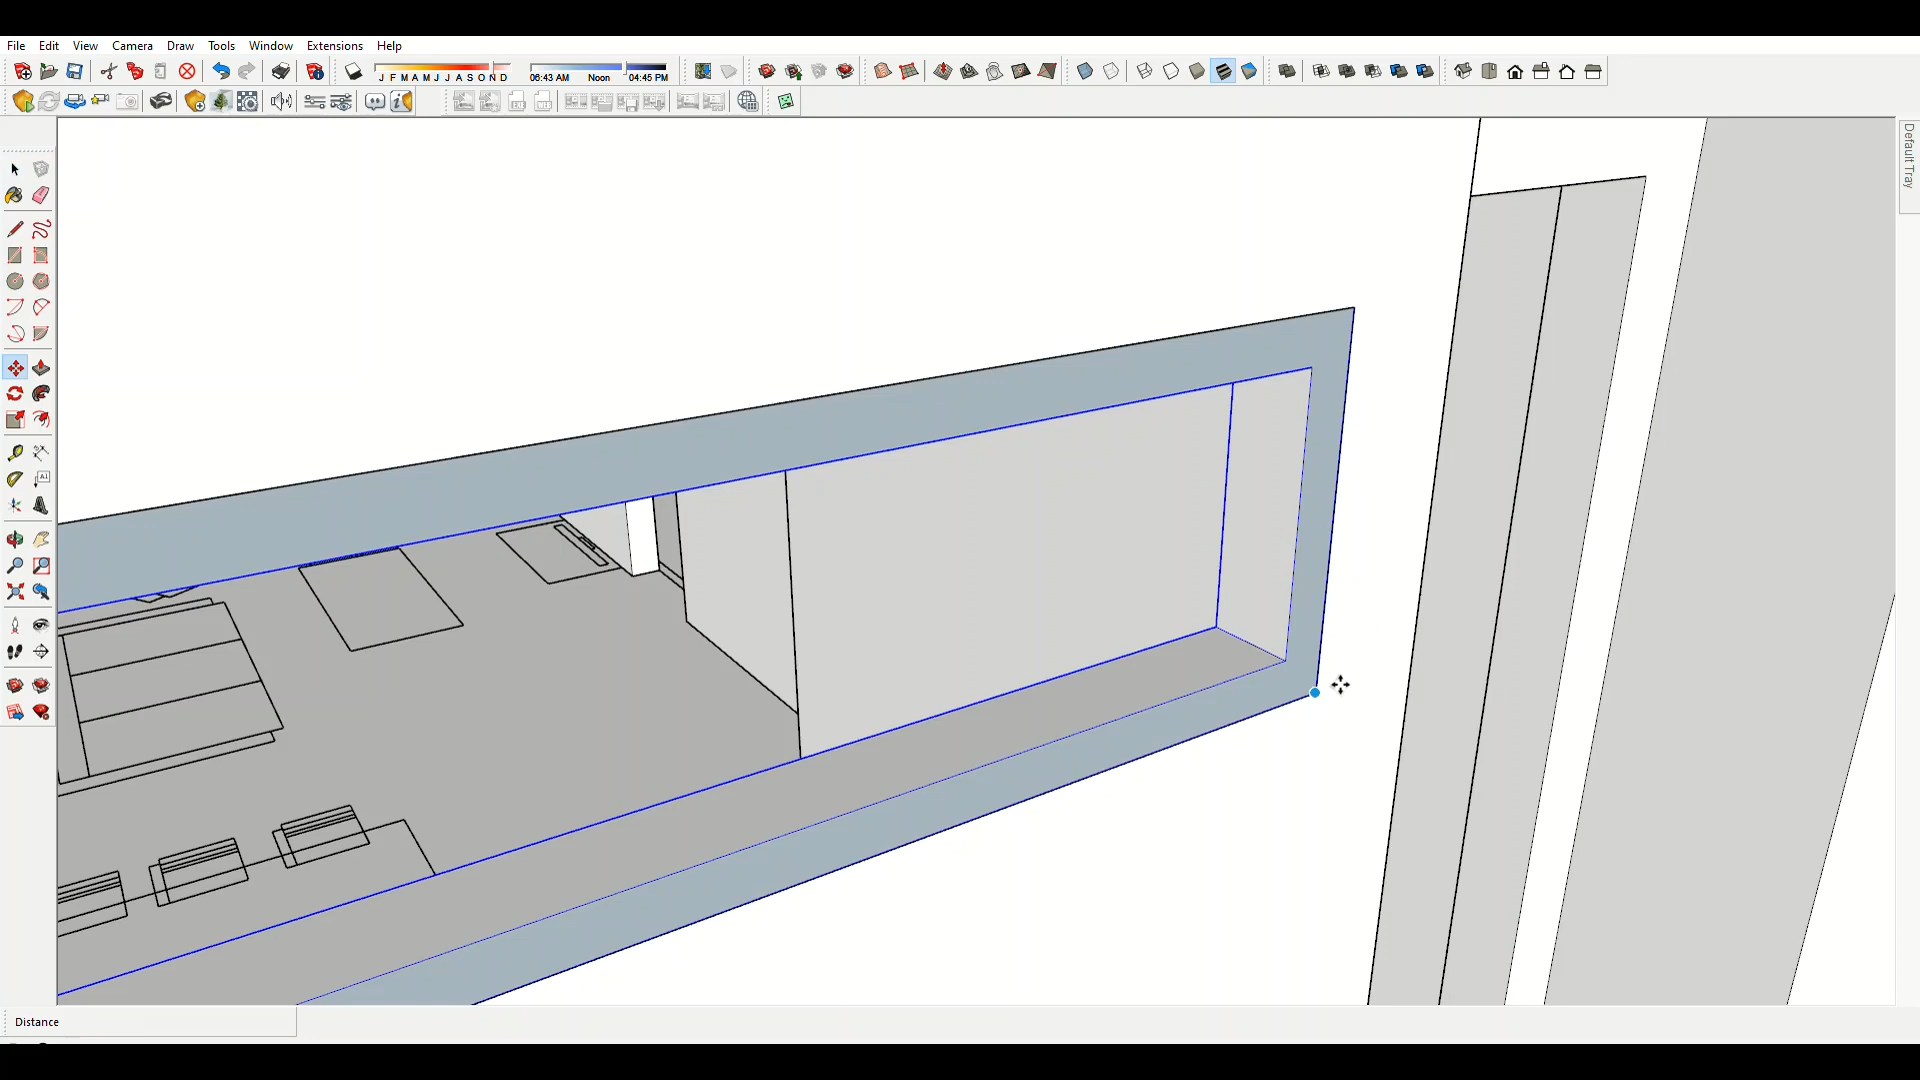 File Edit View Camera Draw Tools Window Extensions Help
J F M A M J J A S O N D 06:43 AM Noon 04:45 PM
Default Tray
Distance